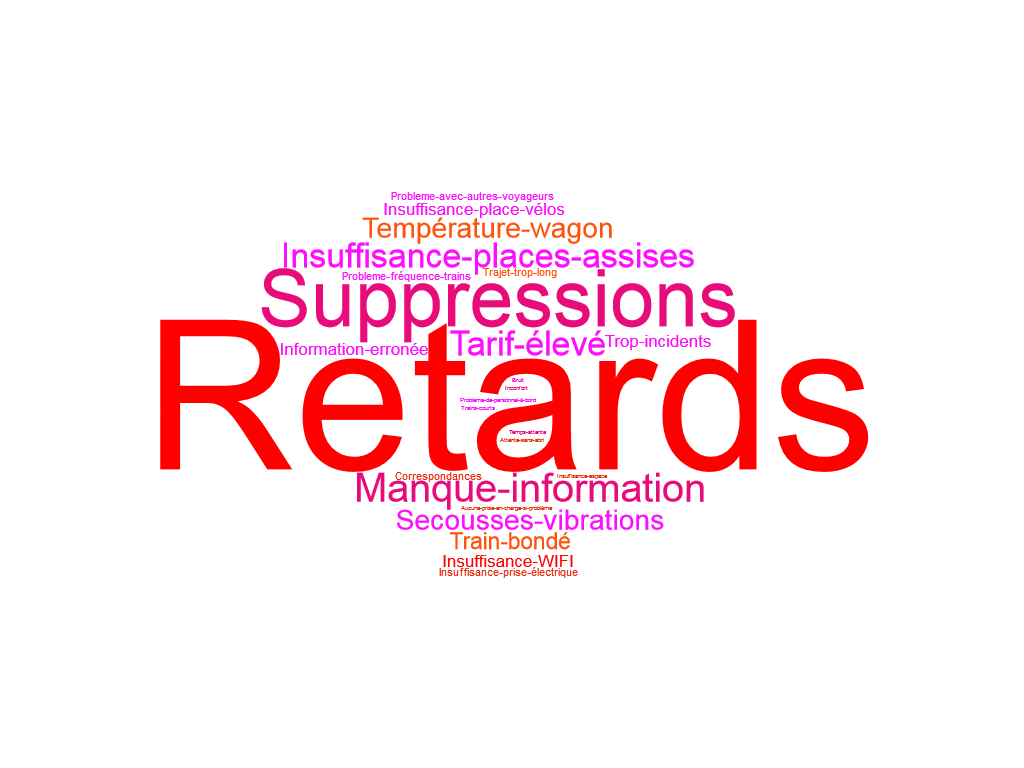 Probleme-avec-autres-voyageurs
Insuffisance-place-vélos
Température-wagon
Insuffisance-places-assises
Trajet-trop-long
Probleme-fréquence-trains
Suppressions
Trop-incidents
Tarif-élevé
Information-erronée
Retards
Bruit
Inconfort
Probleme-de-personnel-à-bord
Trains-courts
Temps-attente
Attente-sans-abri
Correspondances
Insuffisance-espace
Manque-information
Aucune-prise-en-charge-si-problème
Secousses-vibrations
Train-bondé
Insuffisance-WIFI
Insuffisance-prise-électrique